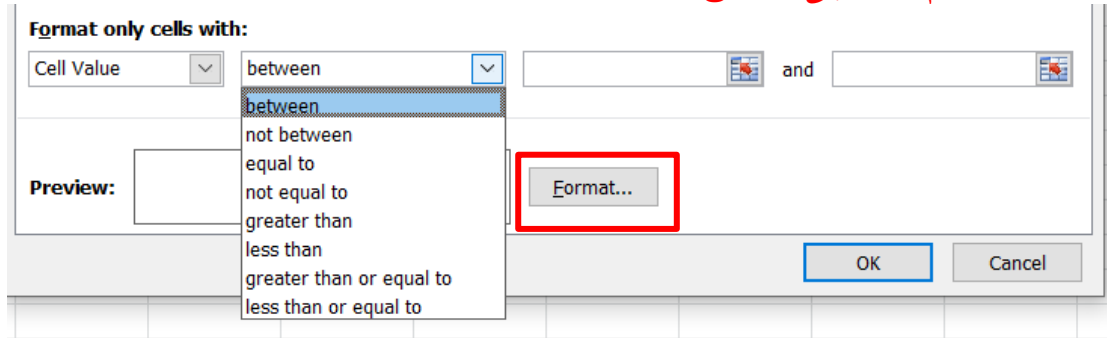 Format only cells with:
Cell Value between and
between
not between
equal to
Preview: not equal to Format...
greater than
less than
OK Cancel
greater than or equal to
less than or equal to